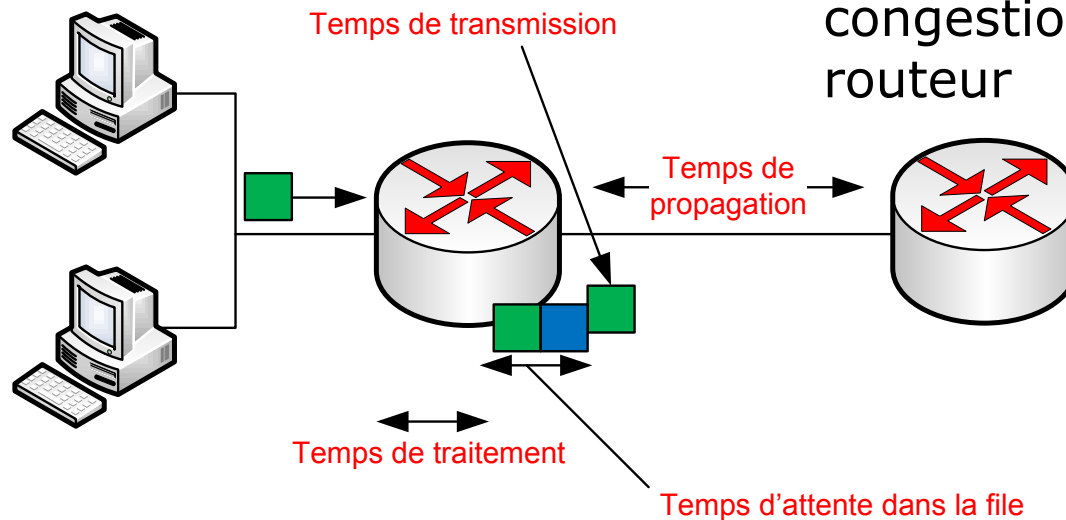 Temps de transmission
congestio
routeur
Temps de
propagation
Temps de traitement
Temps d'attente dans la file